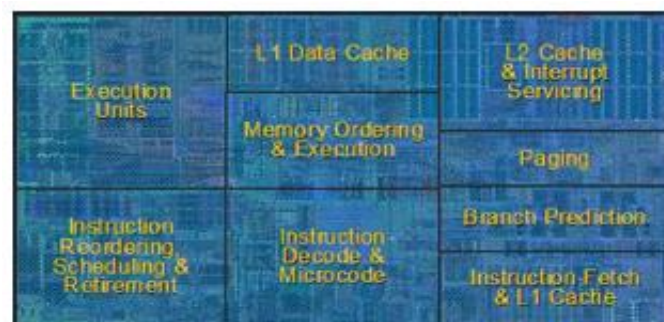 Execution
Units
L1 Data Cache
L2 Cache
& Interrupt
Servicing
Memory Ordering
& Execution
Paging
Instruction
Reordering,
Scheduling &
Retirement
Instruction
Decode &
Microcode
Branch Prediction
Instruction Fetch
& L1 Cache